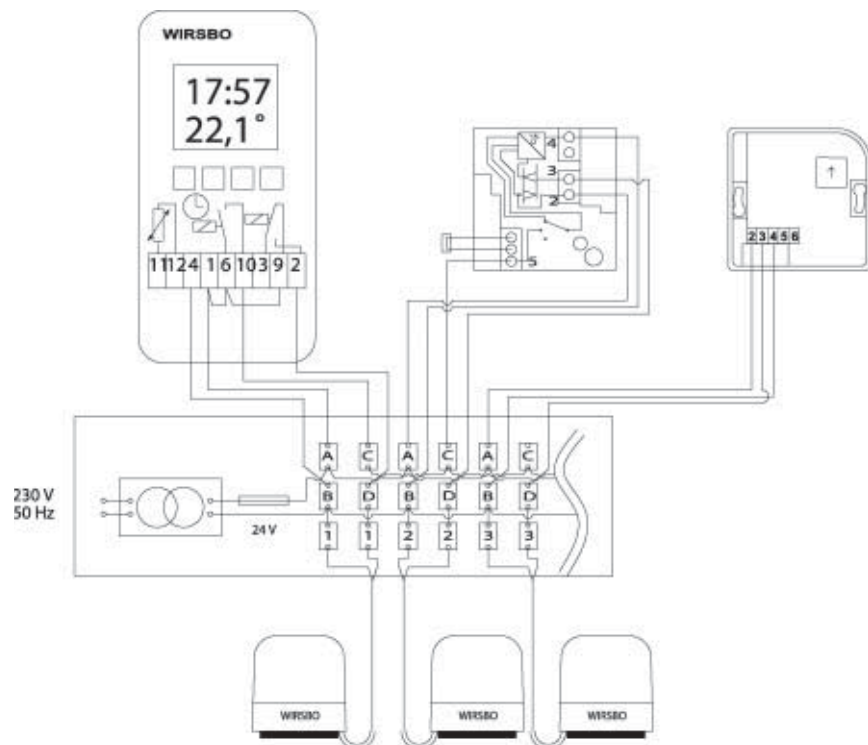 WIRSBO
17:57
22,1°
11 12 4 1 6 10 3 9 2
4
3
2
5
2 3 4 5 6
A C A C A C
B D B D B D
1 1 2 2 3 3
230 V
50 Hz
24 V
WIRSBO
WIRSBO
WIRSBO